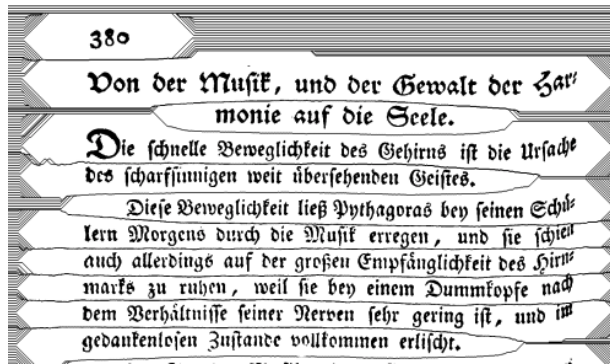 380
Von der Musik, und der Gewalt der Har⸗
monie auf die Seele.
Die schnelle Beweglichkeit des Gehirns ist die Ursache
des scharfsinnigen weit übersehenden Geistes.
Diese Beweglichkeit ließ Pythagoras bey seinen Schü⸗
lern Morgens durch die Musik erregen, und sie schien
auch allerdings auf der großen Empfänglichkeit des Hirn⸗
marks zu ruhen, weil sie bey einem Dummkopfe nach
dem Verhältnisse seiner Nerven sehr gering ist, und im
gedankenlosen Zustande vollkommen erlischt.